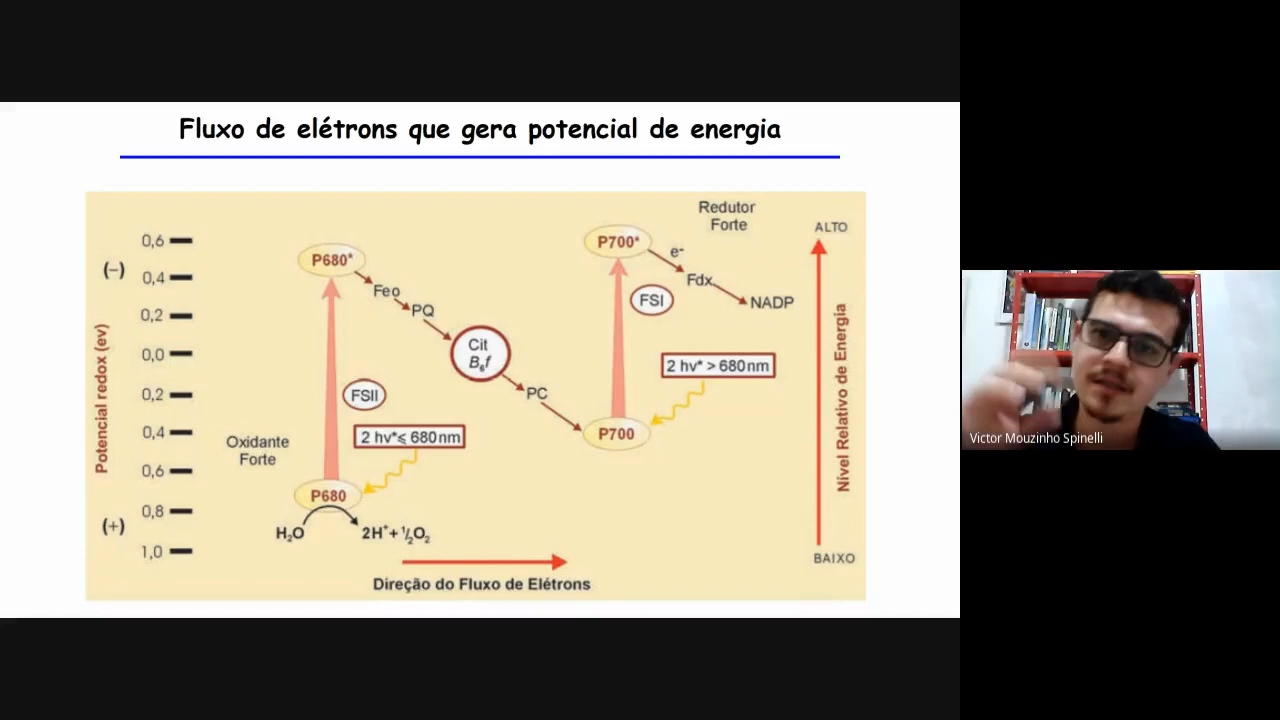 Fluxo de elétrons que gera potencial de energia
Redutor
Forte
ALTO
0,6
P680*
P700*
e-
(–)
0,4
Feo
Fdx
PQ
FSI
NADP
0,2
0,0
Cit
B₆f
2 hv* > 680nm
PC
0,2
FSII
Potencial redox (ev)
Nível Relativo de Energia
0,4
2 hv*⩽ 680nm
P700
Oxidante
Forte
0,6
P680
0,8
(+)
H₂O
2H⁺+ ½O₂
1,0
BAIXO
Direção do Fluxo de Elétrons
Victor Mouzinho Spinelli